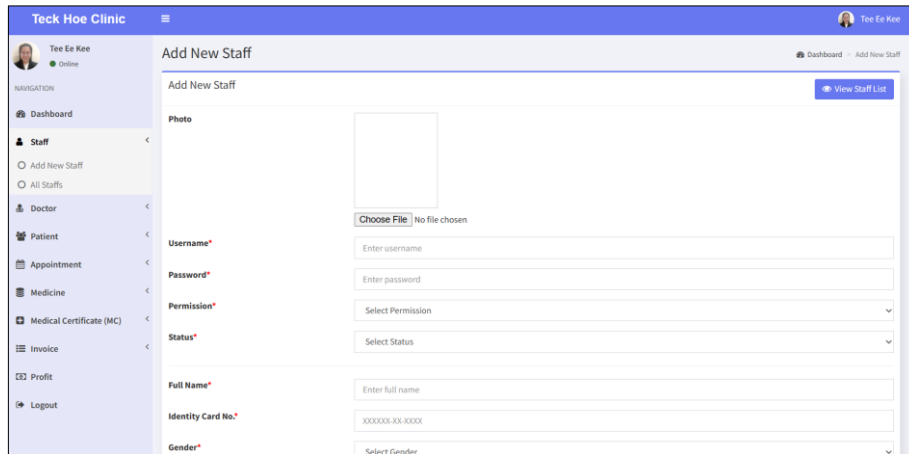 Teck Hoe Clinic
Tee Ee Kee
Tee Ee Kee
Online
NAVIGATION
Dashboard
Staff
Add New Staff
All Staffs
Doctor
Patient
Appointment
Medicine
Medical Certificate (MC)
Invoice
Profit
Logout
Add New Staff
Dashboard > Add New Staff
Add New Staff
View Staff List
Photo
Choose File No file chosen
Username*
Enter username
Password*
Enter password
Permission*
Select Permission
Status*
Select Status
Full Name*
Enter full name
Identity Card No.*
XXXXXX-XX-XXXX
Gender*
Select Gender